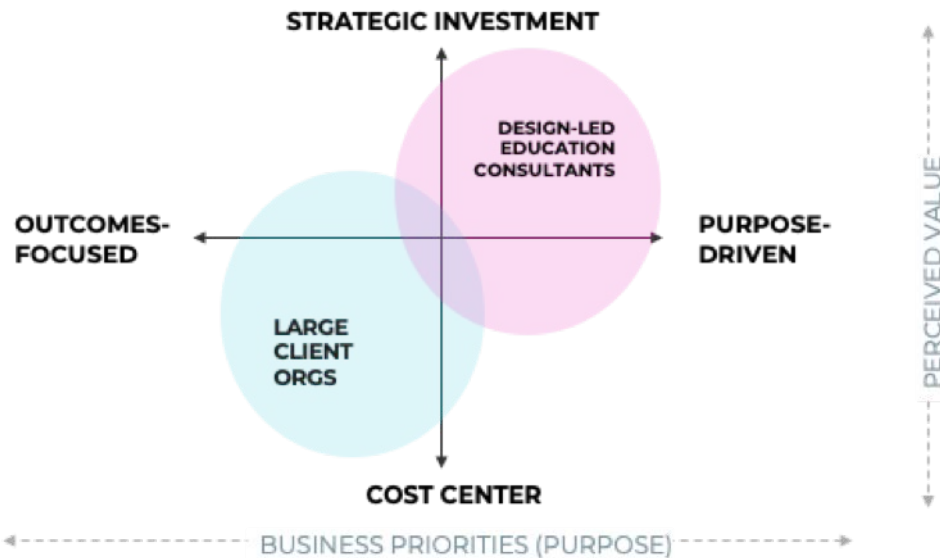 STRATEGIC INVESTMENT
DESIGN-LED
EDUCATION
CONSULTANTS
OUTCOMES-
FOCUSED
PURPOSE-
DRIVEN
LARGE
CLIENT
ORGS
COST CENTER
BUSINESS PRIORITIES (PURPOSE)
PERCEIVED VALUE